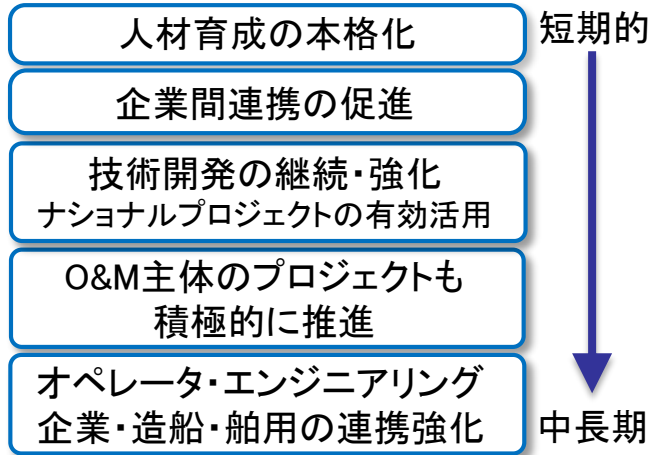 人材育成の本格化
短期的
企業間連携の促進
技術開発の継続・強化
ナショナルプロジェクトの有効活用
O&M主体のプロジェクトも
積極的に推進
オペレータ・エンジニアリング
企業・造船・舶用の連携強化
中長期